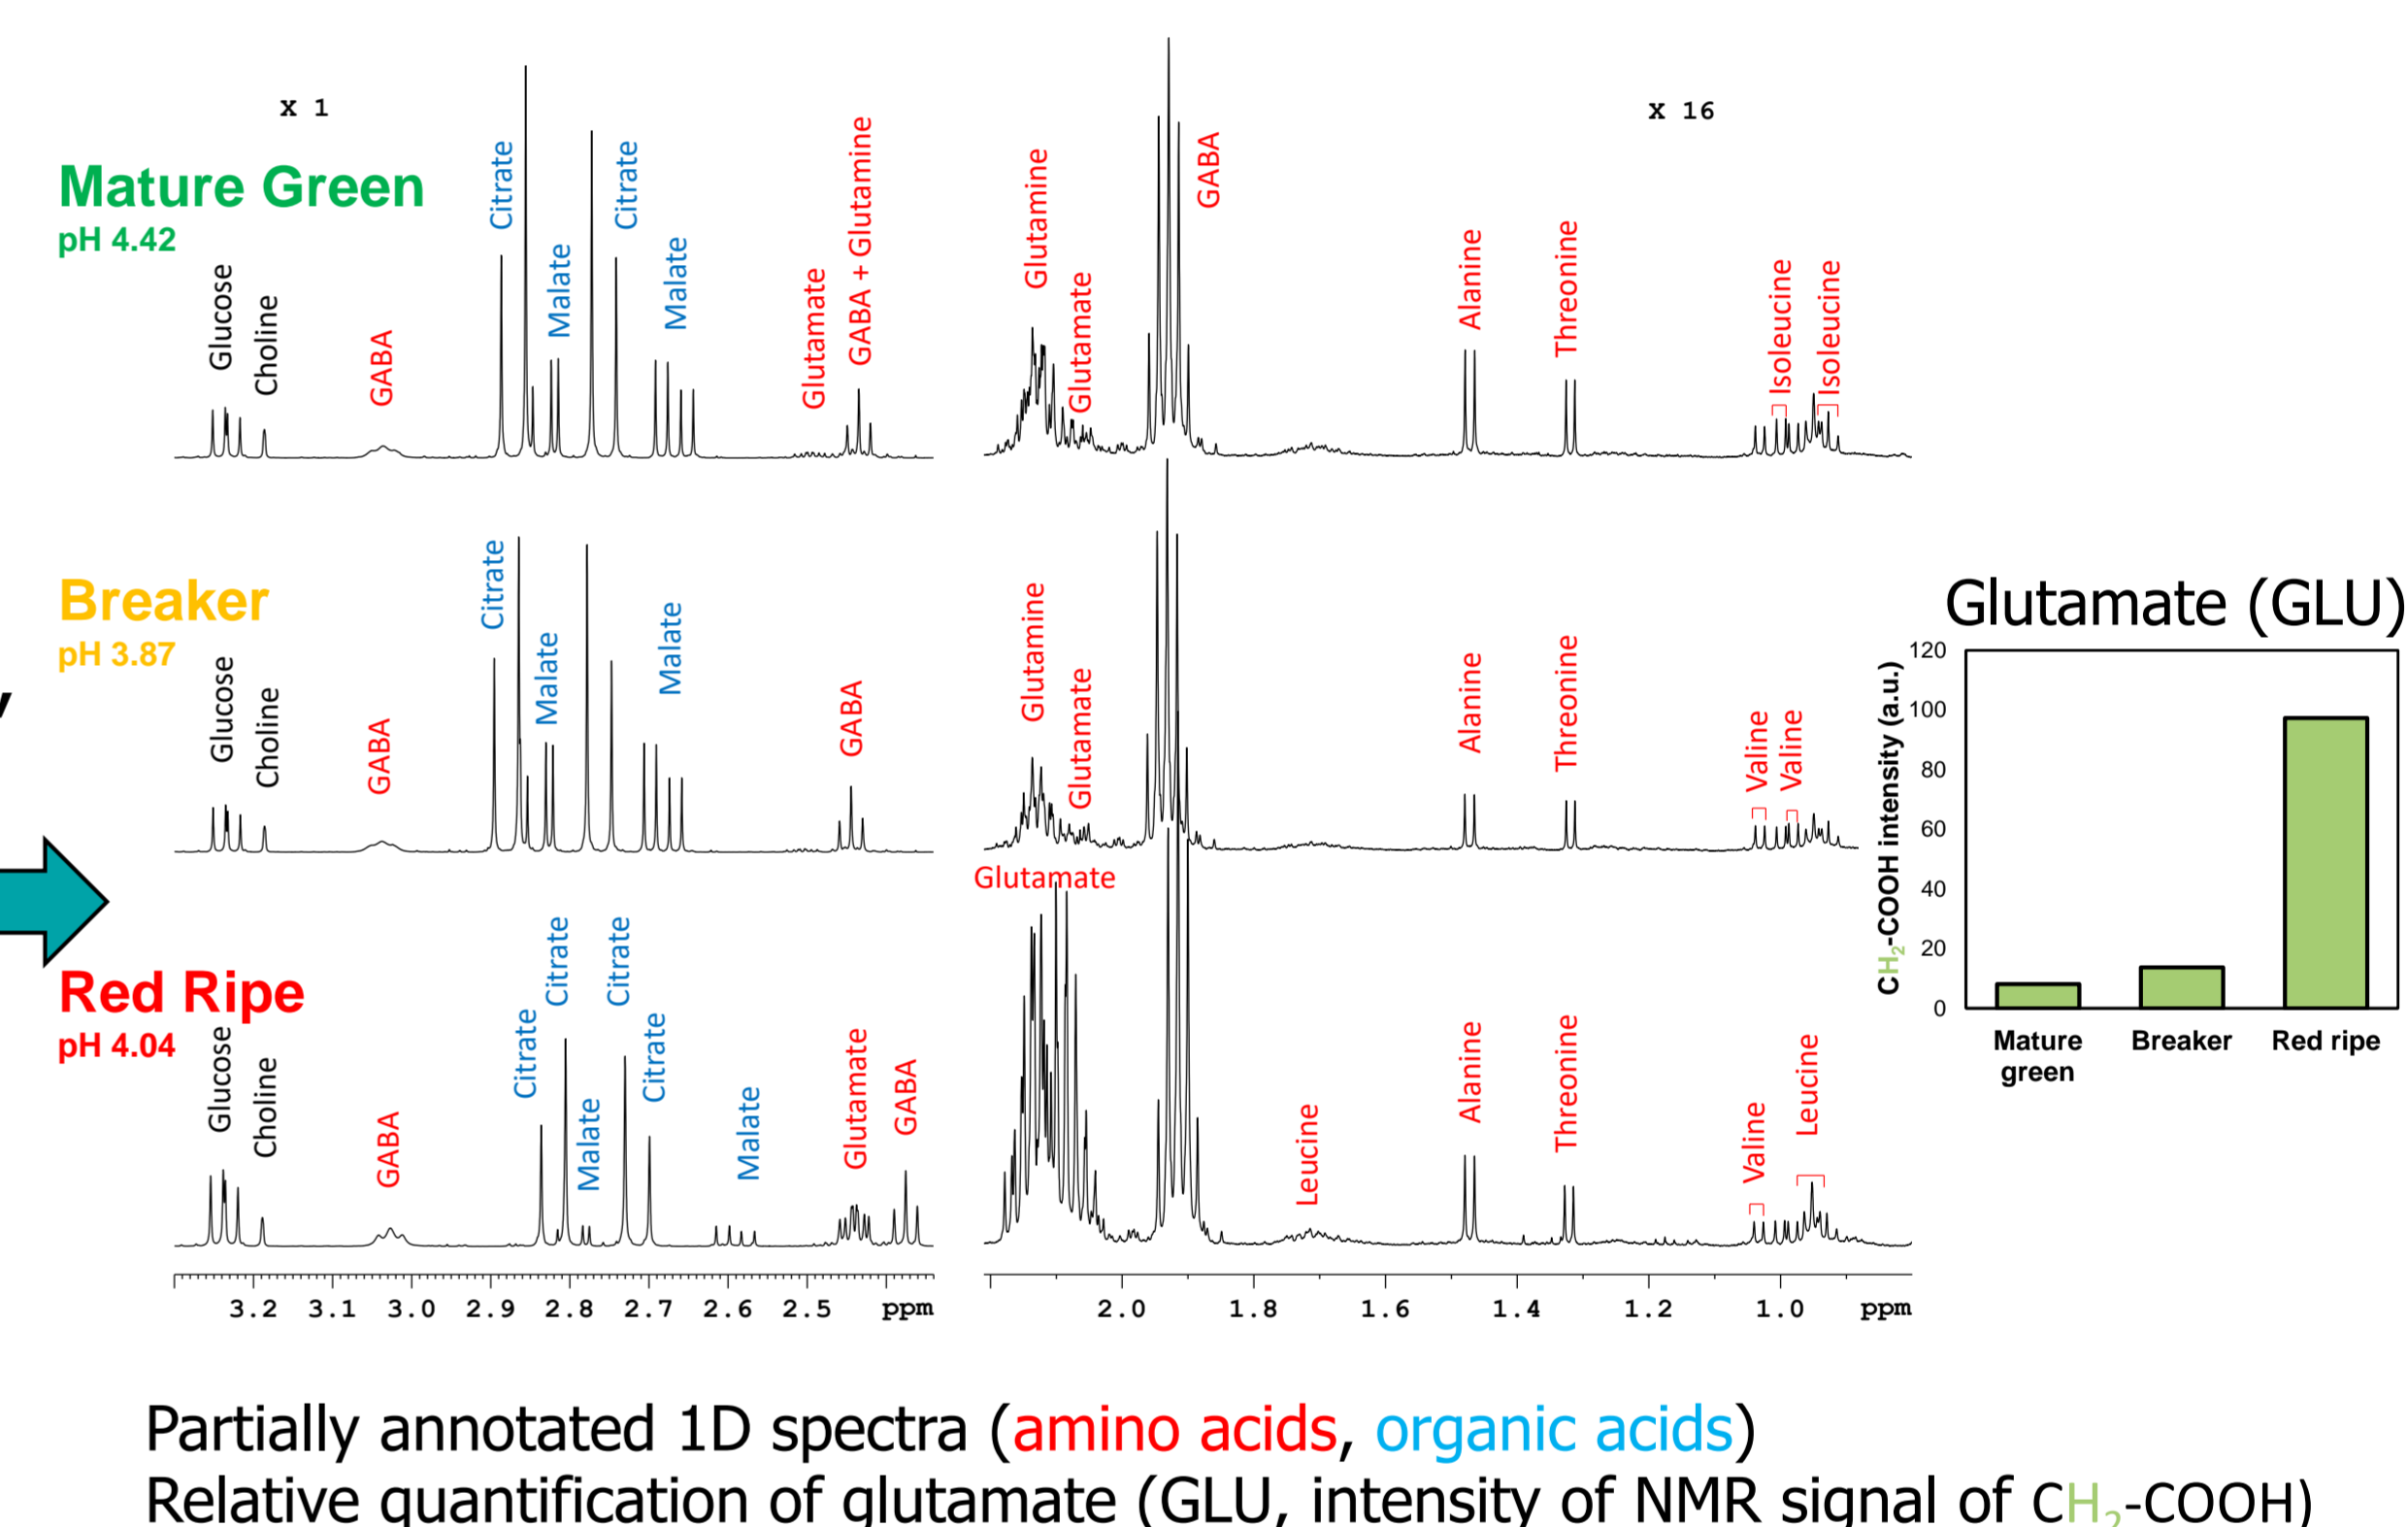 x 1
x 16
Mature Green
pH 4.42
Glucose
Choline
GABA
Citrate
Malate
Citrate
Malate
Glutamate
GABA + Glutamine
Glutamine
Glutamate
GABA
Alanine
Threonine
Isoleucine
Isoleucine
Breaker
pH 3.87
Glucose
Choline
GABA
Citrate
Malate
Malate
GABA
Glutamine
Glutamate
Alanine
Threonine
Valine
Valine
Red Ripe
pH 4.04
Glucose
Choline
GABA
Citrate
Citrate
Malate
Citrate
Citrate
Malate
Glutamate
GABA
Glutamate
Leucine
Alanine
Threonine
Valine
Leucine
3.2 3.1 3.0 2.9 2.8 2.7 2.6 2.5 ppm
2.0 1.8 1.6 1.4 1.2 1.0 ppm
Glutamate (GLU)
CH₂-COOH intensity (a.u.)
120
100
80
60
40
20
0
Mature green
Breaker
Red ripe
Partially annotated 1D spectra (amino acids, organic acids)
Relative quantification of glutamate (GLU, intensity of NMR signal of CH₂-COOH)